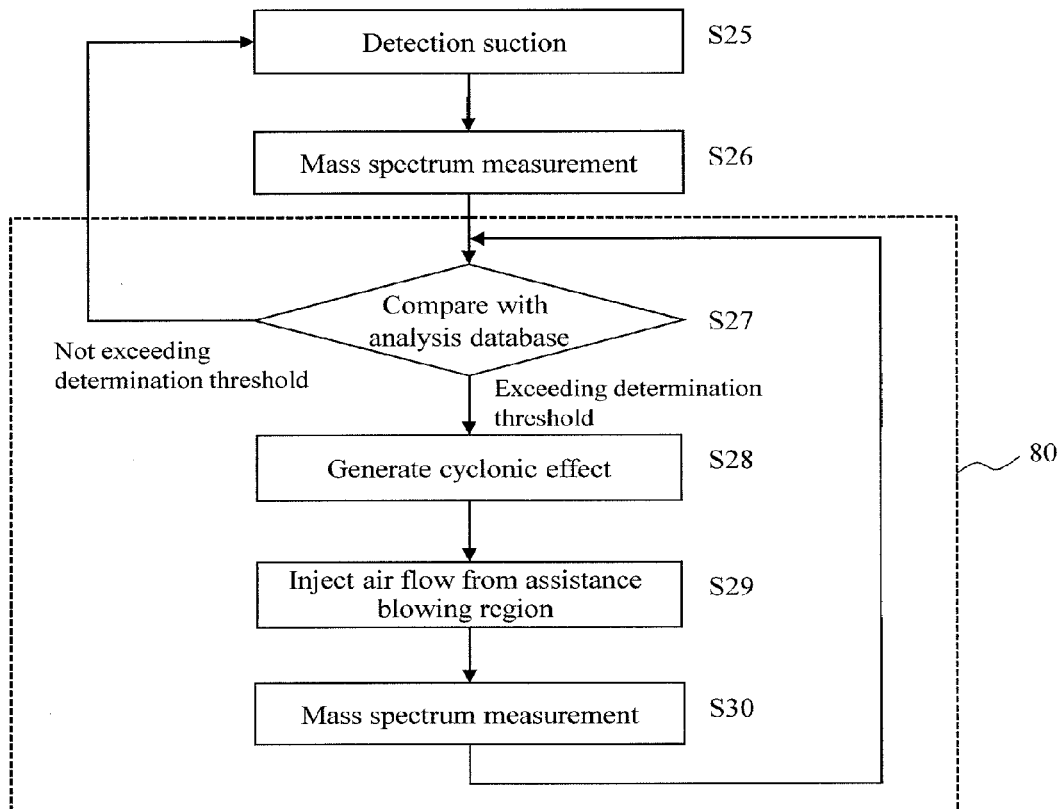 Detection suction
S25
Mass spectrum measurement
S26
Compare with
analysis database
S27
Not exceeding
determination threshold
Exceeding determination
threshold
Generate cyclonic effect
S28
80
Inject air flow from assistance
blowing region
S29
Mass spectrum measurement
S30